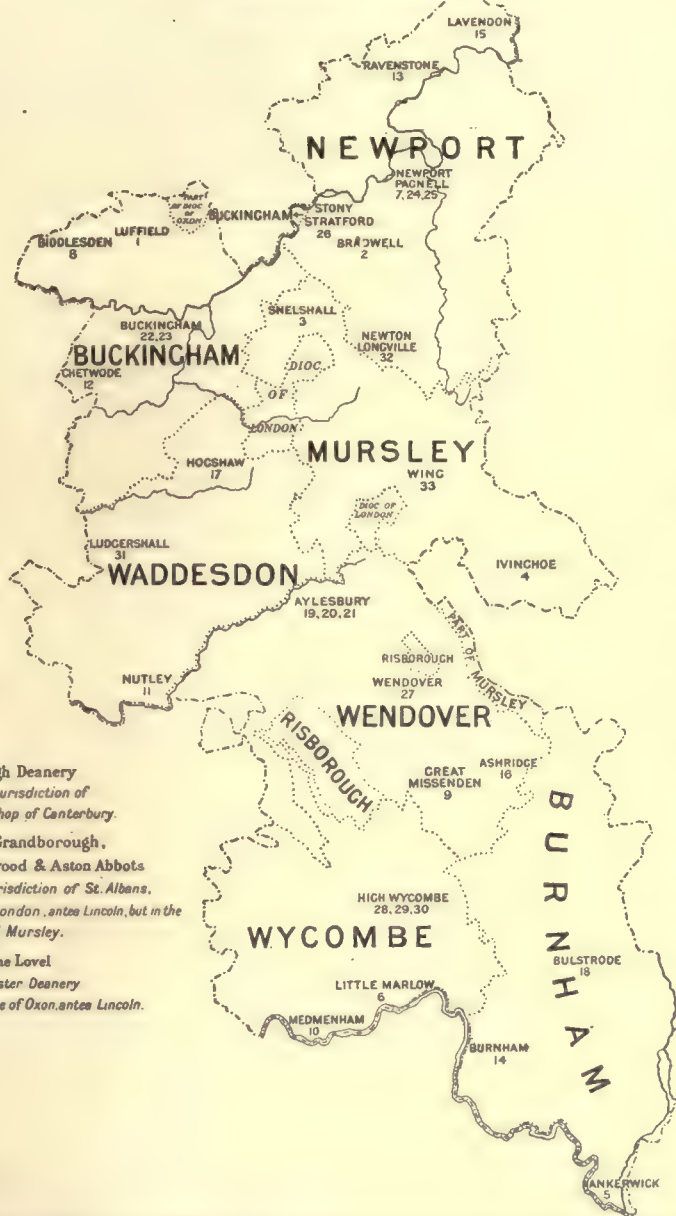 LAVENDON
15
RAVENSTONE
13
NEWPORT
NEWPORT
PAGNELL
7,24,25
PART
OF DIOC
OF
OXON
BUCKINGHAM
STONY
STRATFORD
26
LUFFIELD
1
BIDDLESDEN
8
BRADWELL
2
SNELSHALL
3
BUCKINGHAM
22,23
NEWTON
LONGVILLE
32
BUCKINGHAM
CHETWODE
12
DIOC
OF
LONDON
MURSLEY
HOGSHAW
17
WING
33
DIOC OF
LONDON
LUDGERSHALL
31
IVINGHOE
4
WADDESDON
AYLESBURY
19,20,21
PART OF MURSLEY
RISBOROUGH
NUTLEY
11
WENDOVER
27
WENDOVER
RISBOROUGH
ASHRIDGE
16
GREAT
MISSENDEN
9
gh Deanery
urisdiction of
hop of Canterbury.
Grandborough,
ood & Aston Abbots
risdiction of St. Albans,
ondon, antea Lincoln, but in the
Mursley.
ne Lovel
ster Deanery
e of Oxon, antea Lincoln.
BURNHAM
HIGH WYCOMBE
28,29,30
WYCOMBE
BULSTRODE
18
LITTLE MARLOW
6
MEDMENHAM
10
BURNHAM
14
ANKERWICK
5